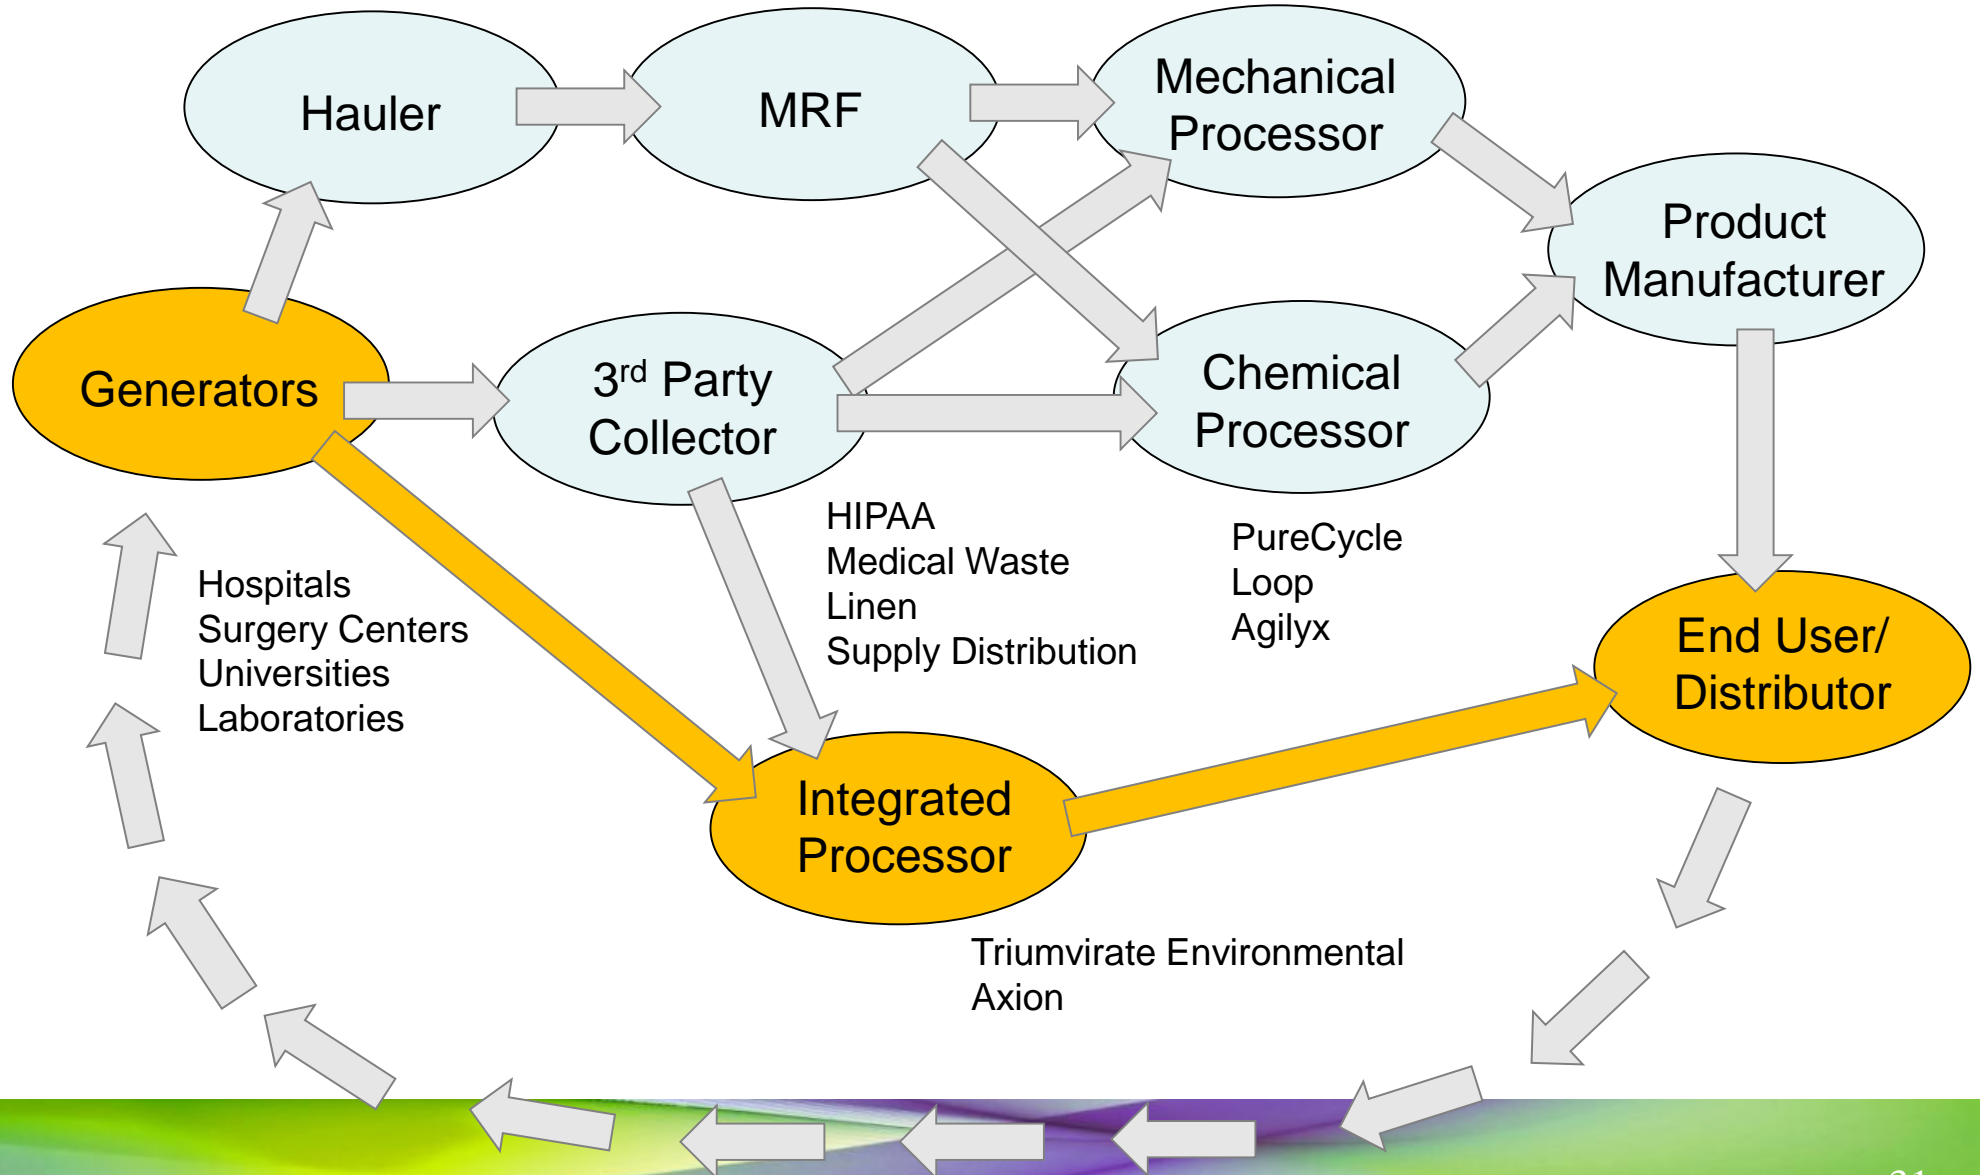 Hauler
MRF
Mechanical
Processor
Product
Manufacturer
Generators
3rd Party
Collector
Chemical
Processor
HIPAA
Medical Waste
Linen
Supply Distribution
PureCycle
Loop
Agilyx
Hospitals
Surgery Centers
Universities
Laboratories
End User/
Distributor
Integrated
Processor
Triumvirate Environmental
Axion